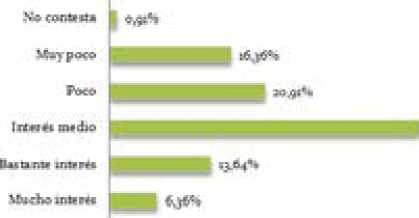 No contesta 0,91%
Muy poco 16,36%
Poco 20,91%
Interés medio
Bastante interés 13,64%
Mucho interés 6,36%